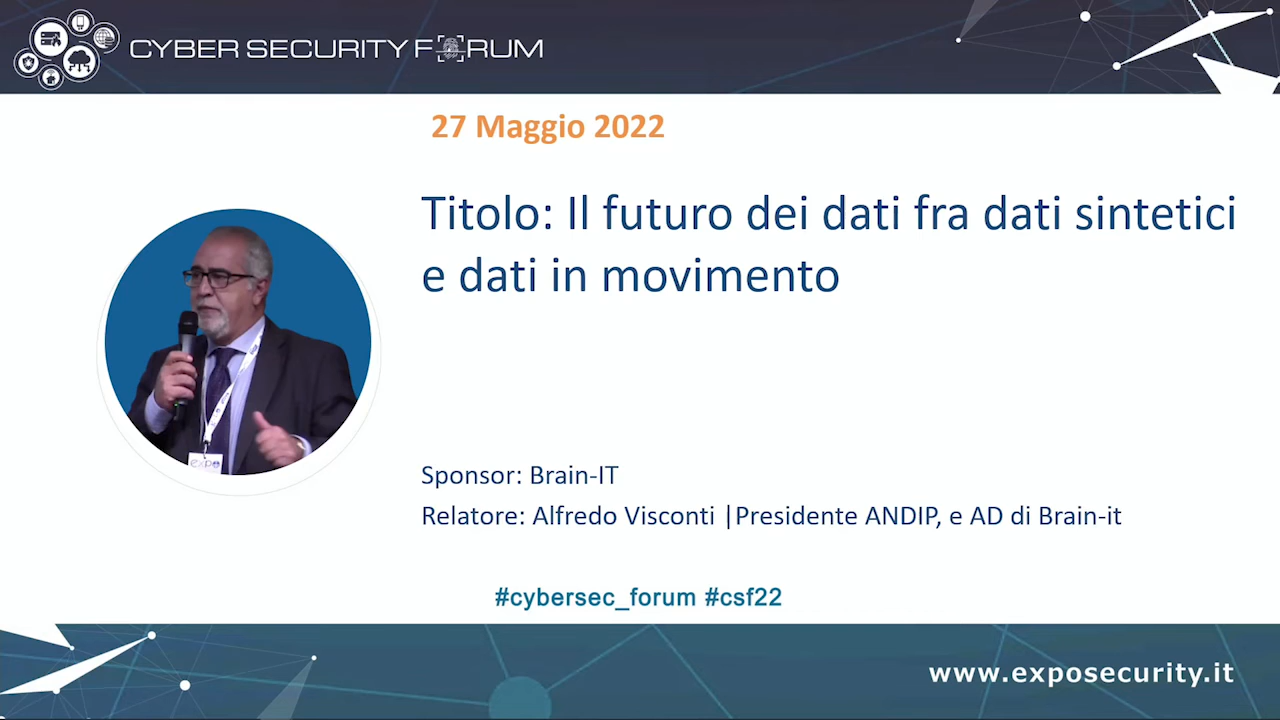 CYBER SECURITY FORUM
27 Maggio 2022
Titolo: Il futuro dei dati fra dati sintetici
e dati in movimento
expo
Sponsor: Brain-IT
Relatore: Alfredo Visconti |Presidente ANDIP, e AD di Brain-it
#cybersec_forum #csf22
www.exposecurity.it